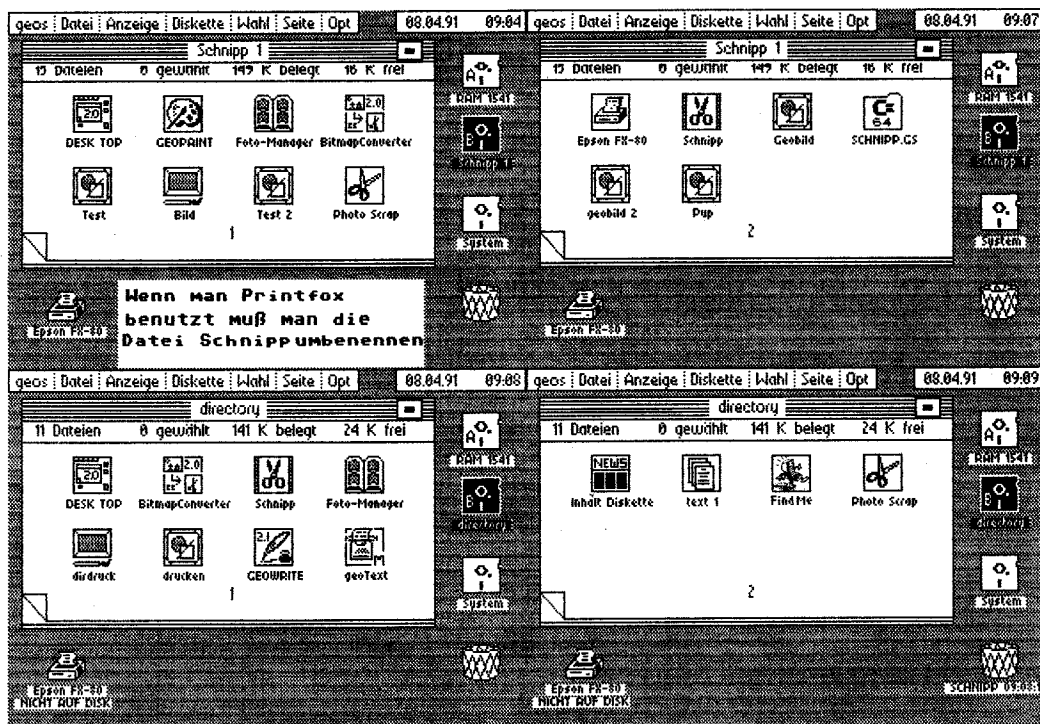 geos Datei Anzeige Diskette Wahl Seite Opt 08.04.91 09:04
Schnipp 1
15 Dateien 0 gewählt 149 K belegt 16 K frei
DESK TOP GEOPAINT Foto-Manager BitmapConverter
Test Bild Test 2 Photo Scrap
1
RAM 1541
Schnipp 1
System
Epson FX-80
Wenn man Printfox
benutzt muß man die
Datei Schnipp umbenennen
geos Datei Anzeige Diskette Wahl Seite Opt 08.04.91 09:07
Schnipp 1
15 Dateien 0 gewählt 149 K belegt 16 K frei
Epson FX-80 Schnipp Geobild SCHNIPP.GS
geobild 2 Pup
2
RAM 1541
Schnipp 1
System
Epson FX-80
geos Datei Anzeige Diskette Wahl Seite Opt 08.04.91 09:08
directory
11 Dateien 0 gewählt 141 K belegt 24 K frei
DESK TOP BitmapConverter Schnipp Foto-Manager
dirdruck drucken GEOWRITE geoText
1
RAM 1541
directory
System
Epson FX-80
NICHT AUF DISK
geos Datei Anzeige Diskette Wahl Seite Opt 08.04.91 09:09
directory
11 Dateien 0 gewählt 141 K belegt 24 K frei
Inhalt Diskette text 1 Find Me Photo Scrap
2
RAM 1541
directory
System
Epson FX-80
NICHT AUF DISK